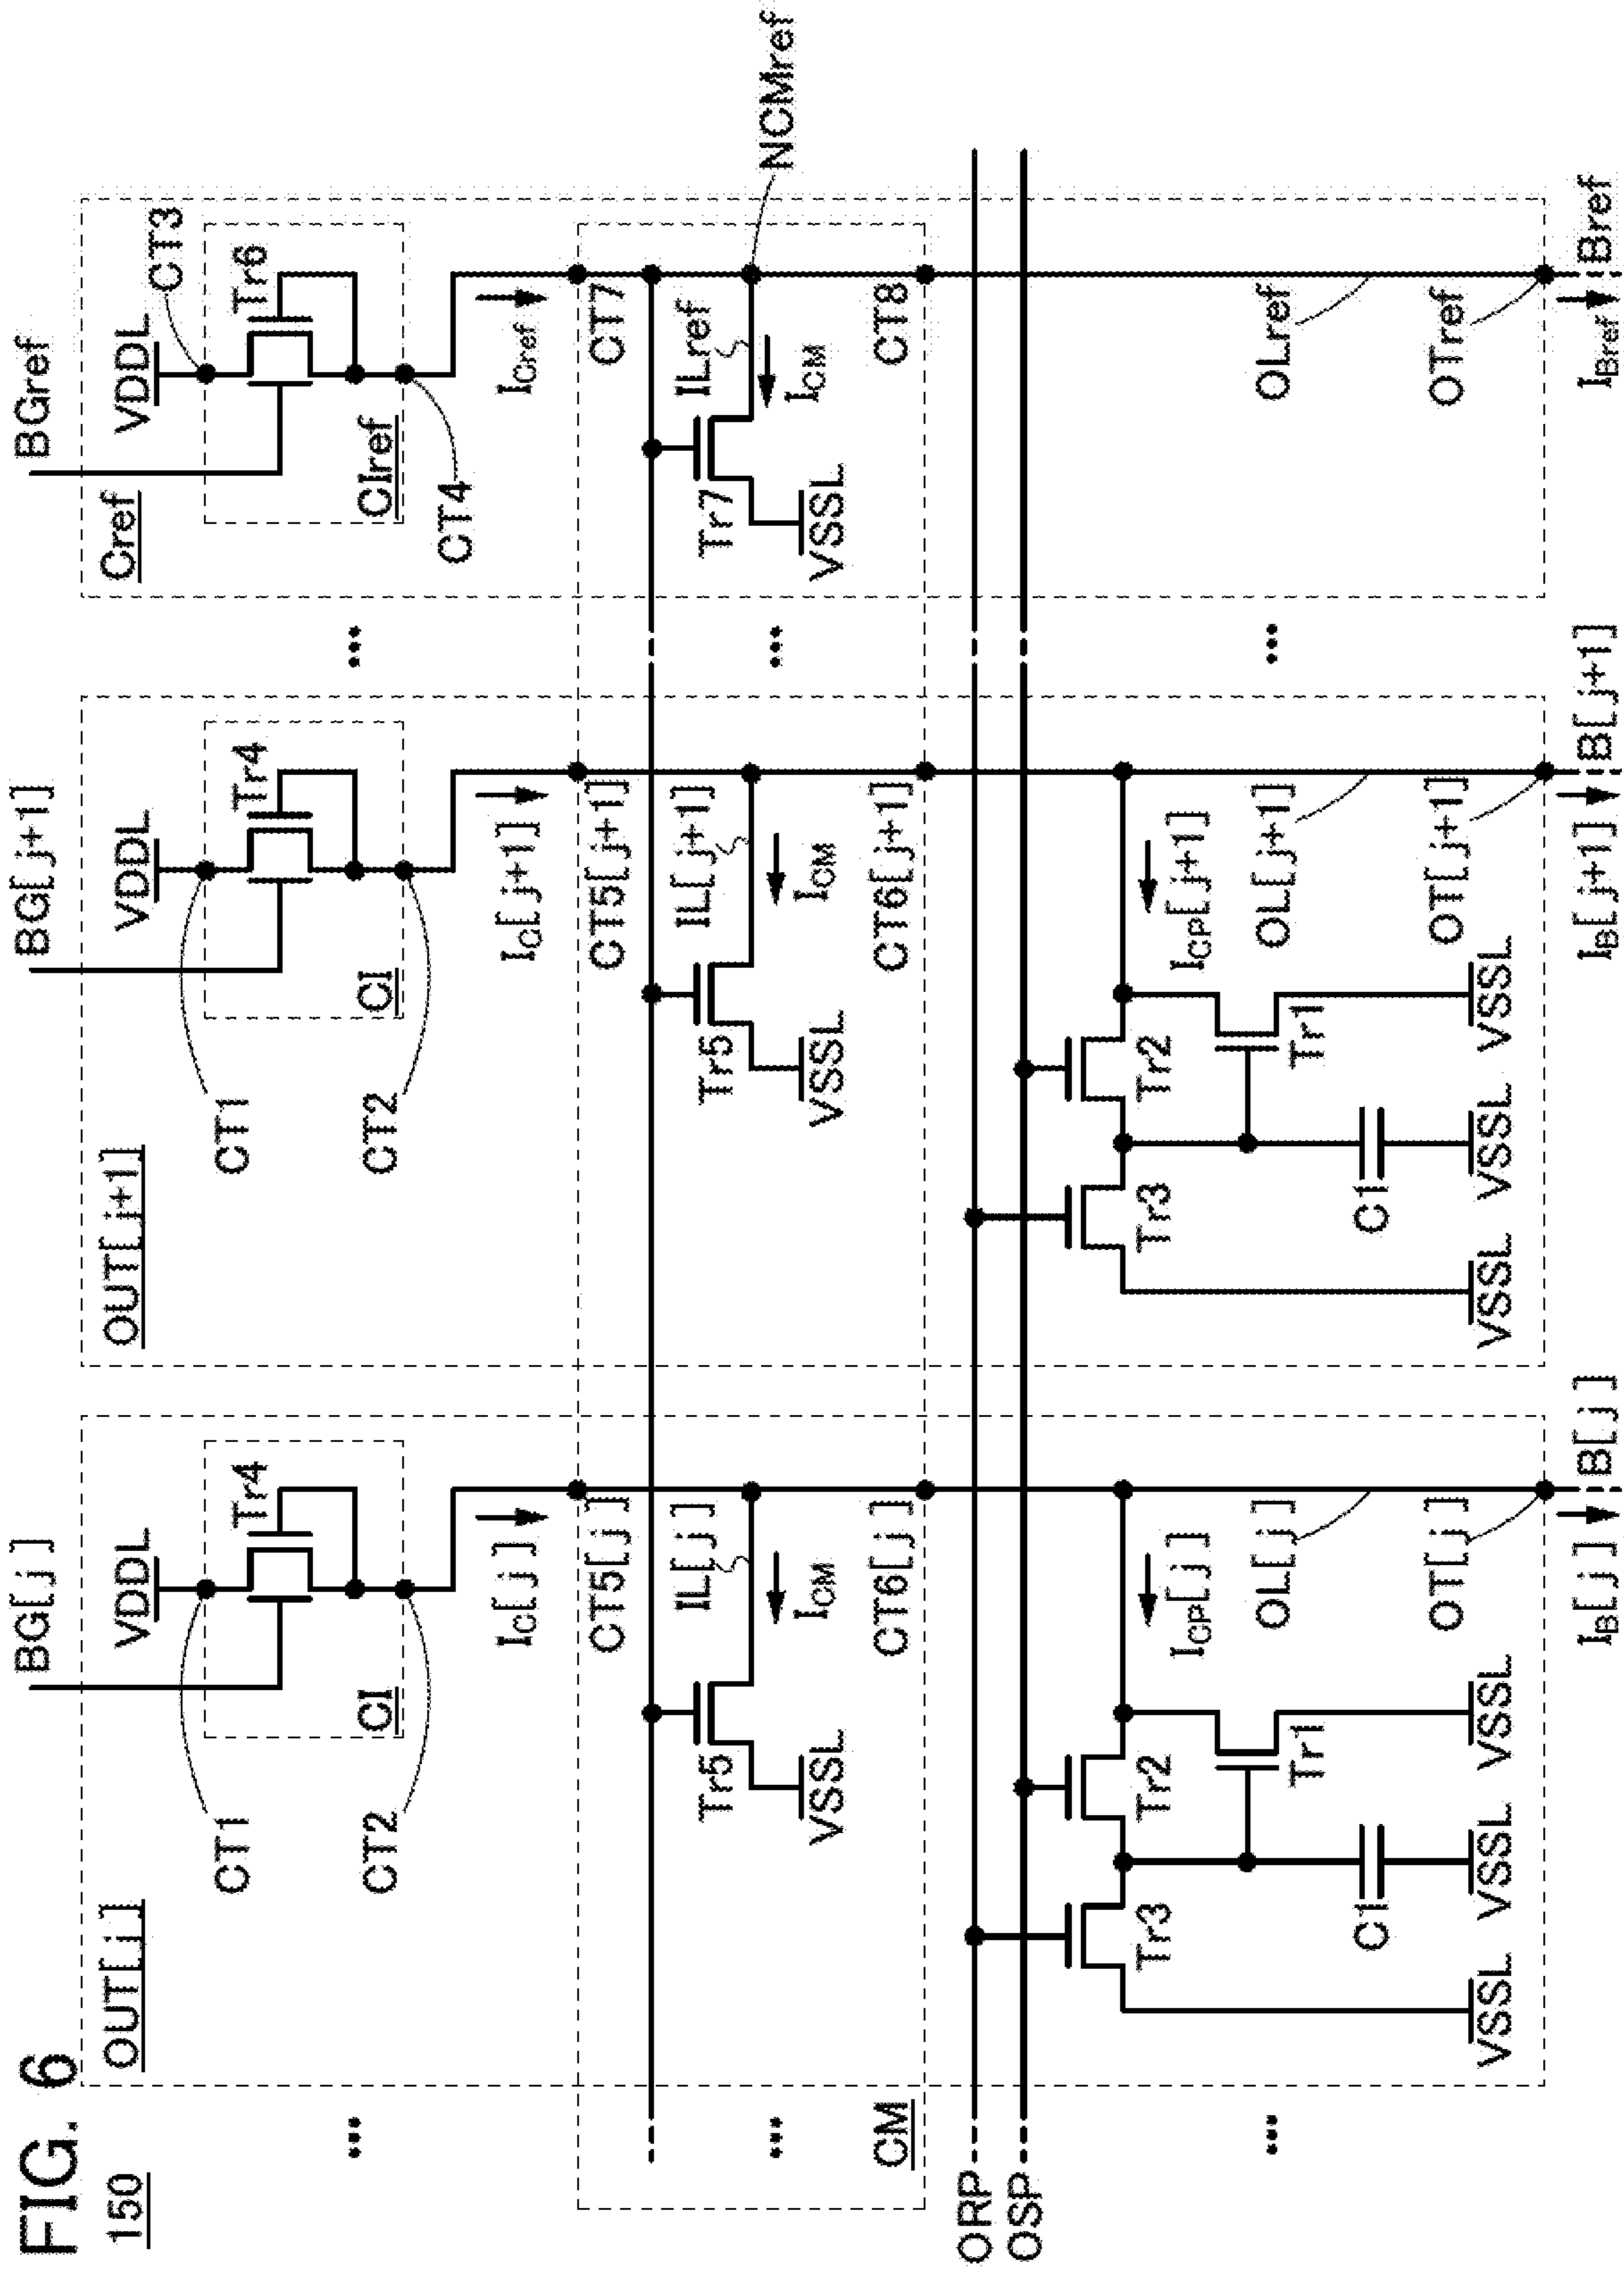 FIG. 6
150
BG[j]
BG[j+1]
BGref
OUT[j]
OUT[j+1]
Cref
VDDL
VDDL
VDDL
CT3
CT1
Tr4
CT1
Tr4
Tr6
CT2
CI
CT2
CI
CIref
CT4
IC[j]
IC[j+1]
ICref
CT5[j]
CT5[j+1]
CT7
IL[j]
IL[j+1]
ILref
NCMref
Tr5
Tr5
Tr7
ICM
ICM
ICM
VSSL
VSSL
VSSL
CM
CT6[j]
CT6[j+1]
CT8
ORP
OSP
Tr3
Tr2
ICP[j]
Tr3
Tr2
ICP[j+1]
Tr1
Tr1
OL[j]
OL[j+1]
OLref
C1
C1
OT[j]
OT[j+1]
OTref
VSSL
VSSL
VSSL
VSSL
VSSL
VSSL
IB[j]
B[j]
IB[j+1]
B[j+1]
IBref
Bref